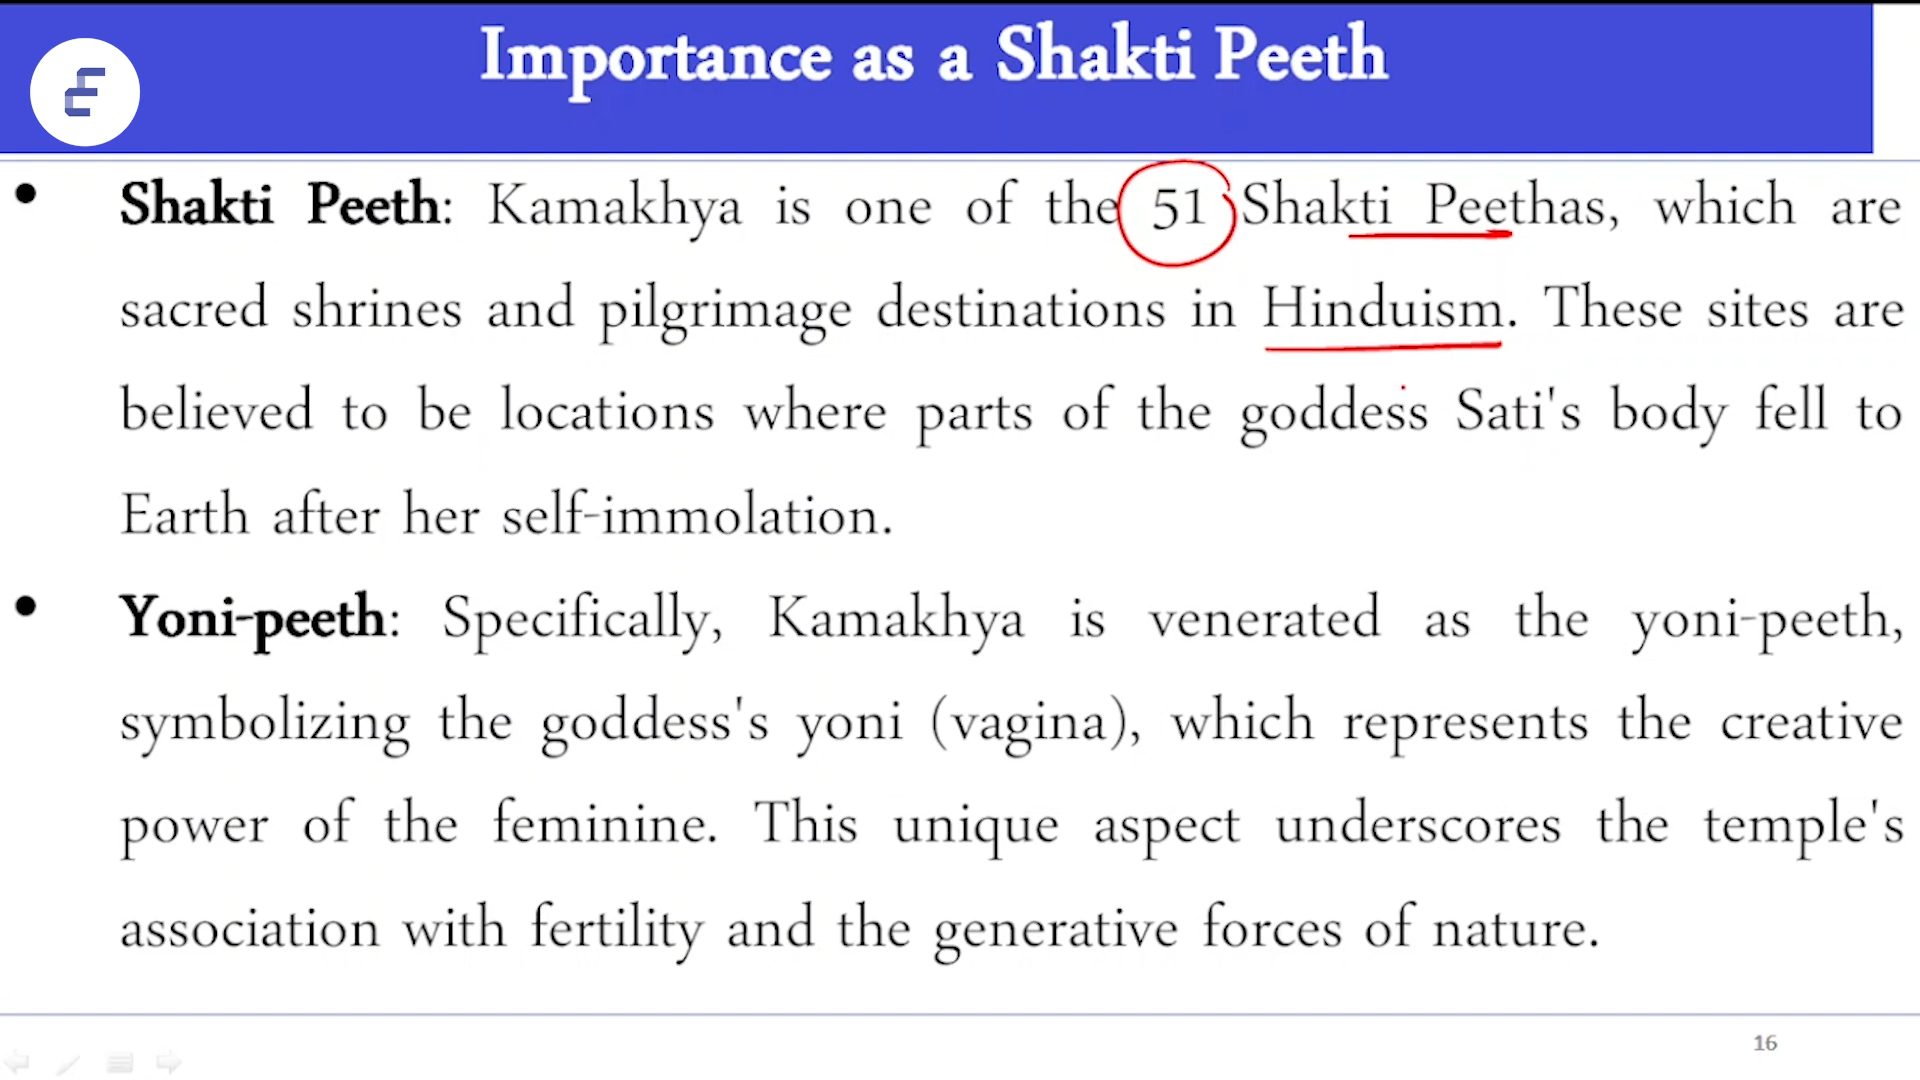 Importance as a Shakti Peeth
• Shakti Peeth: Kamakhya is one of the 51 Shakti Peethas, which are
sacred shrines and pilgrimage destinations in Hinduism. These sites are
believed to be locations where parts of the goddess Sati's body fell to
Earth after her self-immolation.
• Yoni-peeth: Specifically, Kamakhya is venerated as the yoni-peeth,
symbolizing the goddess's yoni (vagina), which represents the creative
power of the feminine. This unique aspect underscores the temple's
association with fertility and the generative forces of nature.
16